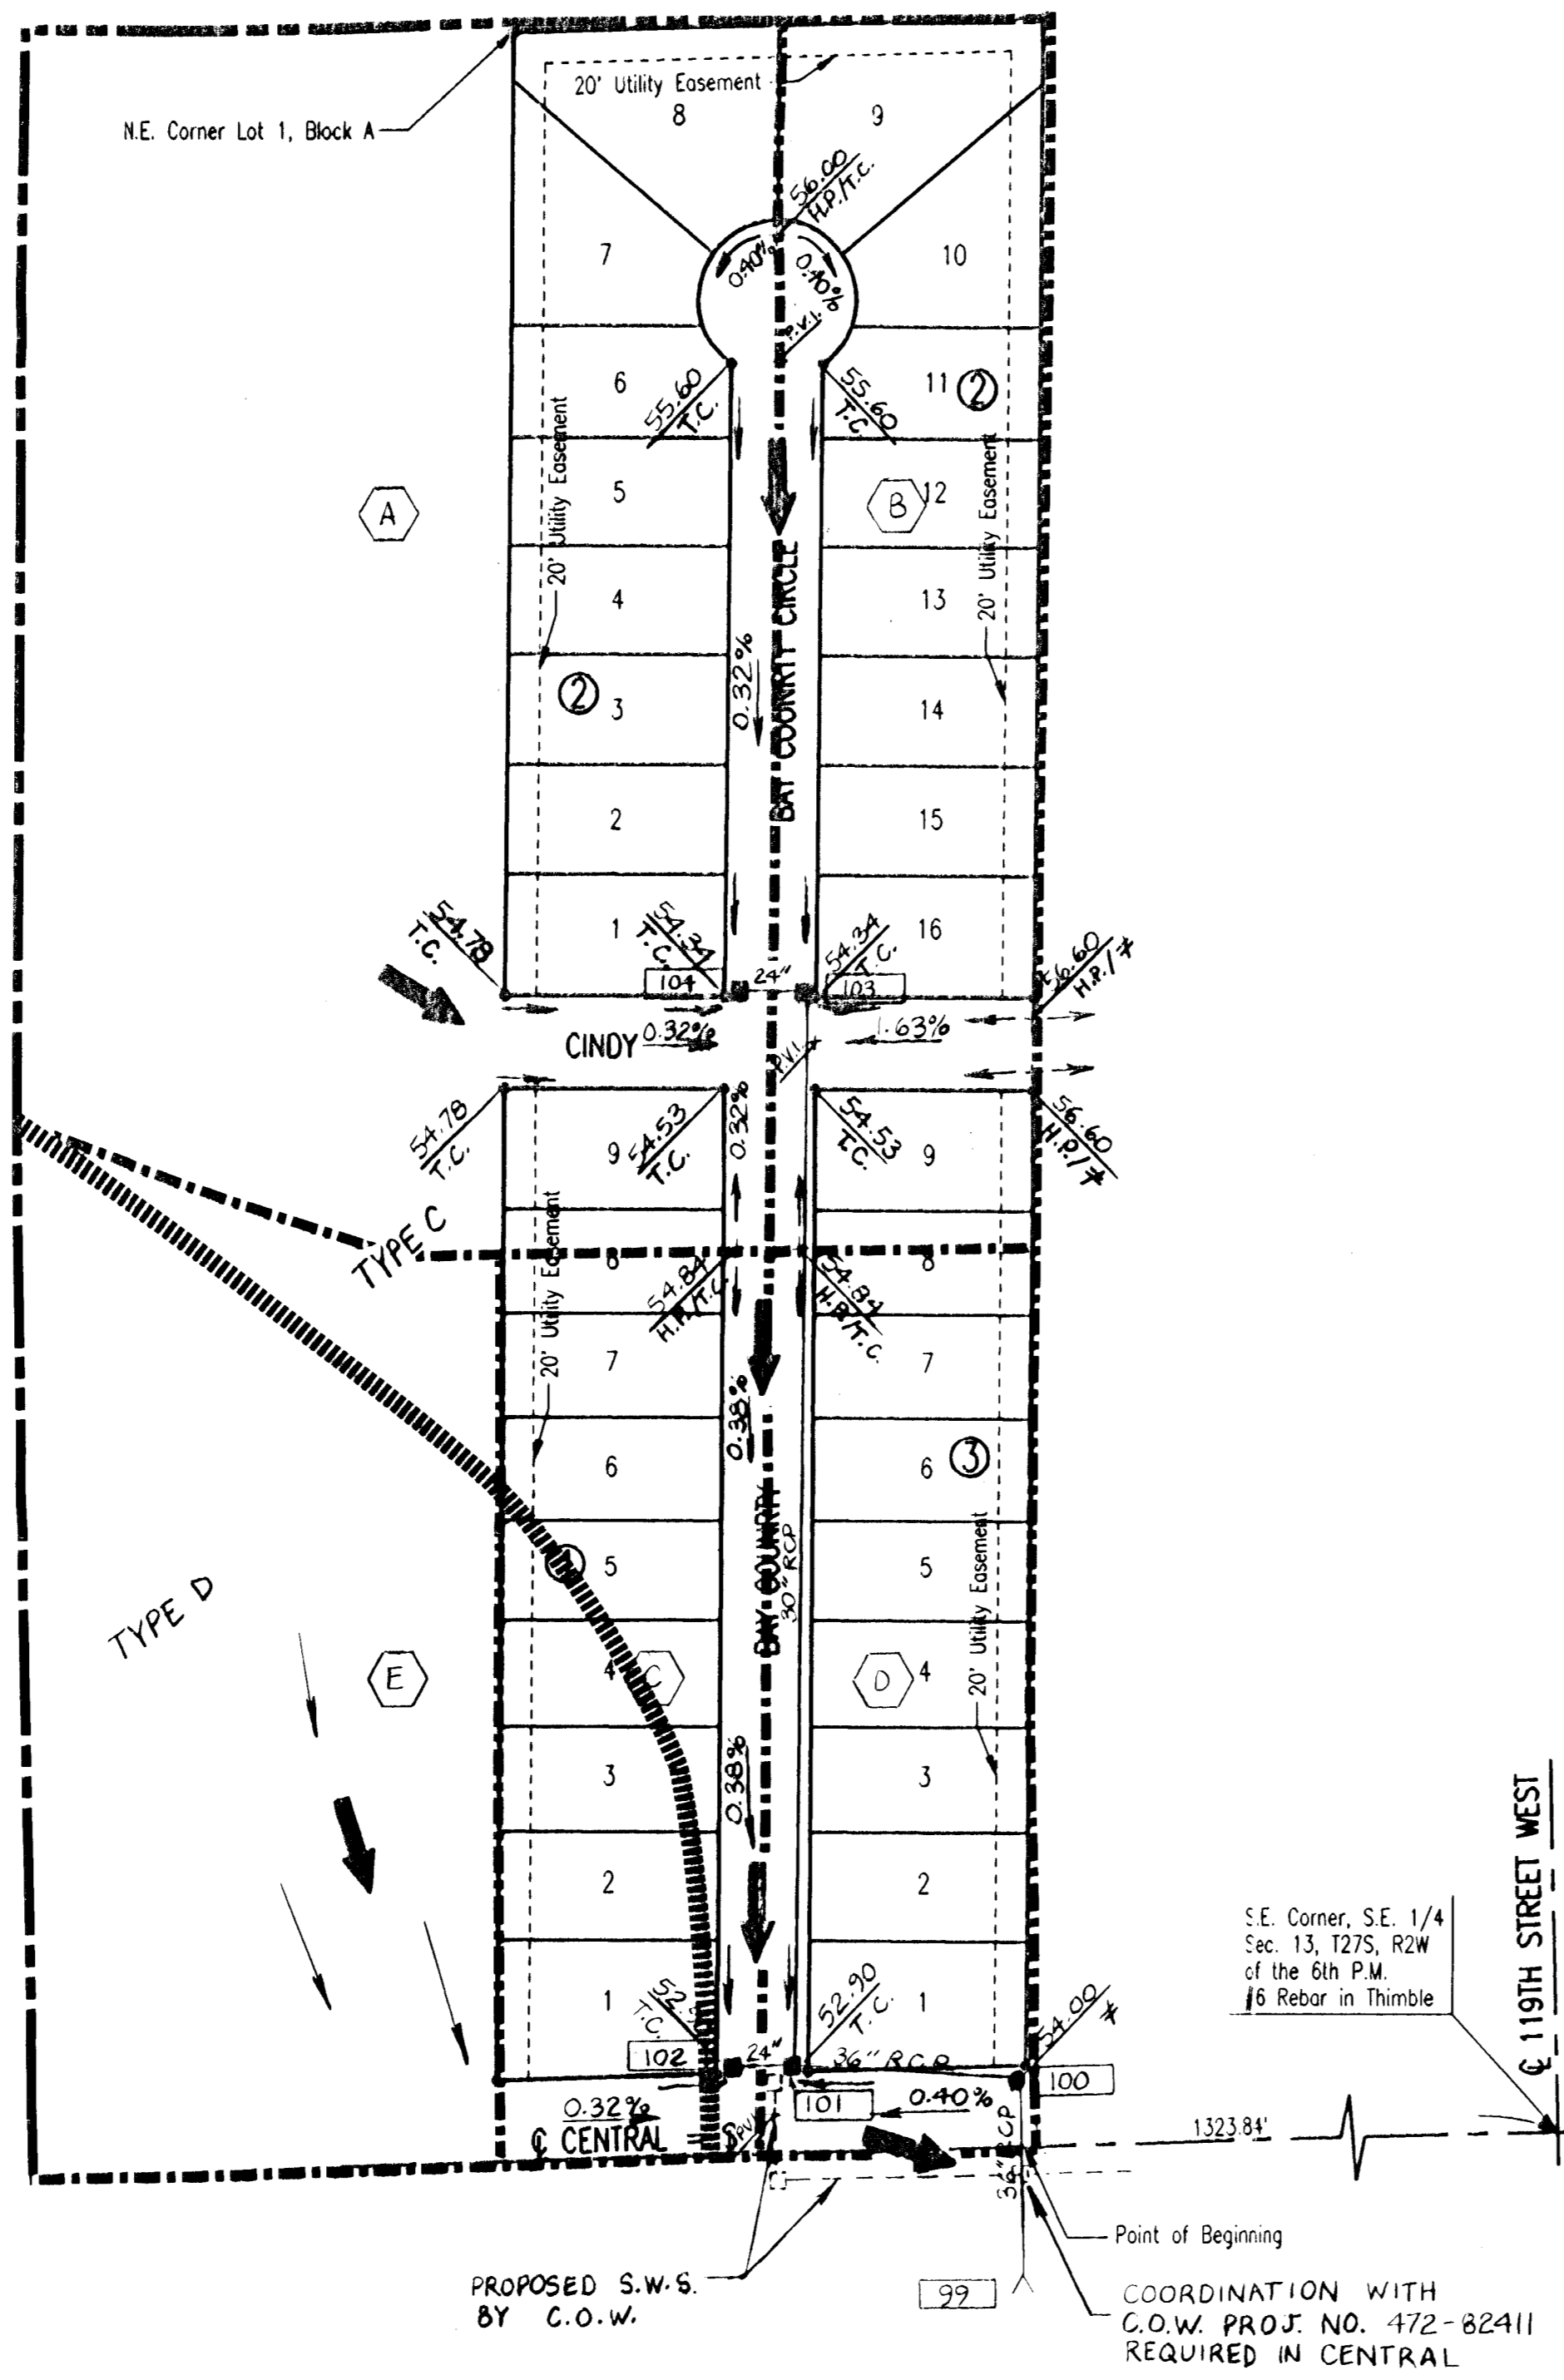 20' Utility Easement
8
9
N.E. Corner Lot 1, Block A
56.00
H.P./T.C.
7
10
0.40%
0.40%
P.V.I.
6
11
2
55.60
T.C.
55.60
T.C.
20' Utility Easement
20' Utility Easement
5
12
A
B
4
13
BAY COUNRTY CIRCLE
0.32%
2
3
14
2
15
1
16
54.78
T.C.
54.34
T.C.
54.34
T.C.
56.60
H.P./*
104
24"
103
CINDY
0.32%
1.63%
P.V.I.
54.78
T.C.
54.53
T.C.
0.32%
54.53
T.C.
56.60
H.P./*
9
9
TYPE C
20' Utility Easement
8
8
54.84
H.P./T.C.
54.84
H.P./T.C.
7
7
0.38%
6
6
3
BAY COUNRTY
30" RCP
20' Utility Easement
5
5
TYPE D
E
4
C
D
4
0.38%
3
3
2
2
119TH STREET WEST
S.E. Corner, S.E. 1/4
Sec. 13, T27S, R2W
of the 6th P.M.
#6 Rebar in Thimble
1
T.C.
52.90
T.C.
1
54.00
*
102
24"
36" RCP
100
101
0.32%
0.40%
℄ CENTRAL
P.V.I.
36" RCP
1323.84'
Point of Beginning
PROPOSED S.W.S.
BY C.O.W.
99
COORDINATION WITH
C.O.W. PROJ. NO. 472-82411
REQUIRED IN CENTRAL